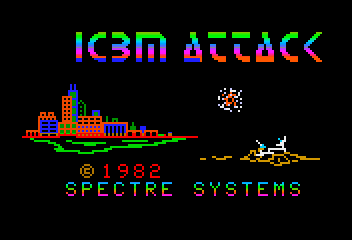 ICBM ATTACK
© 1982
SPECTRE SYSTEMS